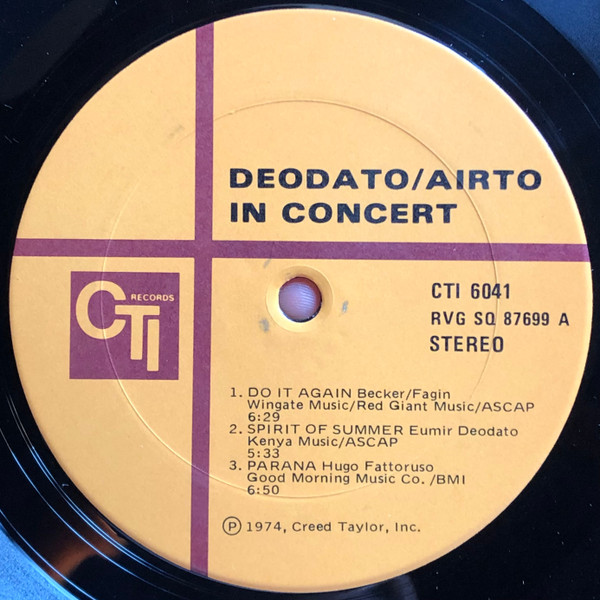 DEODATO/AIRTO
IN CONCERT
CTI
RECORDS
CTI 6041
RVG SQ 87699 A
STEREO
1. DO IT AGAIN Becker/Fagin
Wingate Music/Red Giant Music/ASCAP
6:29
2. SPIRIT OF SUMMER Eumir Deodato
Kenya Music/ASCAP
5:33
3. PARANA Hugo Fattoruso
Good Morning Music Co. /BMI
6:50
Ⓟ 1974, Creed Taylor, Inc.